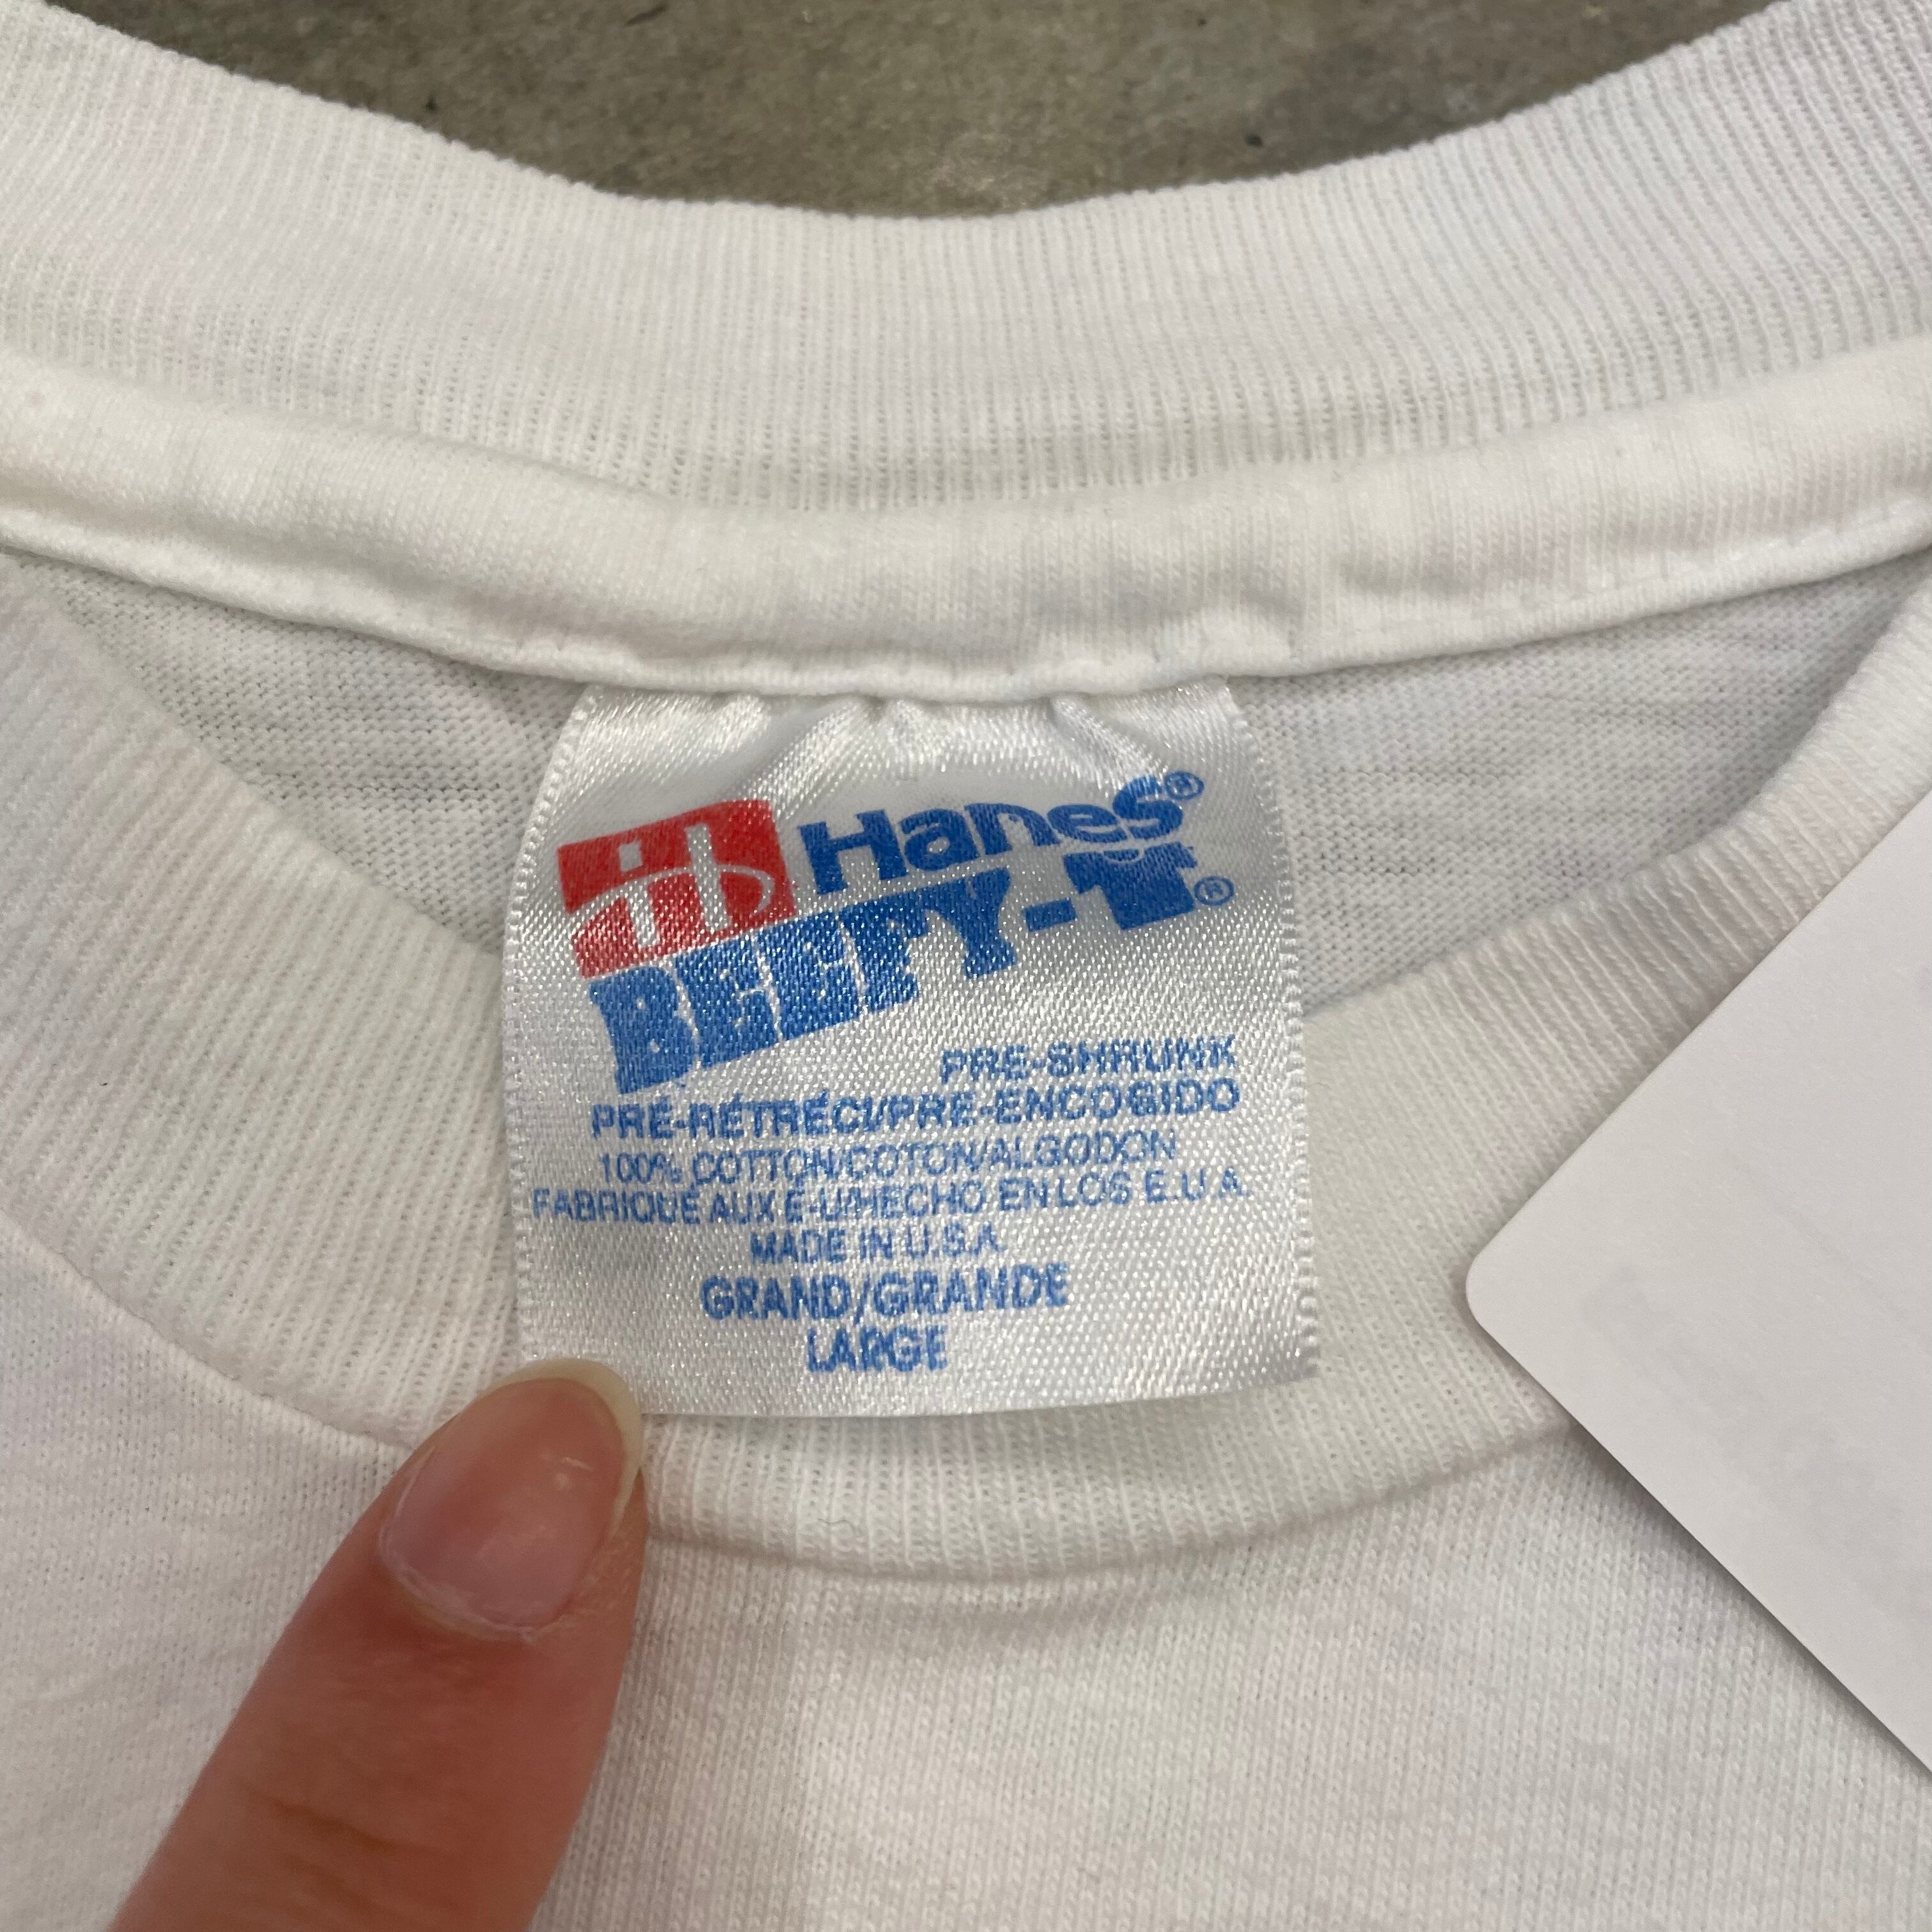 Hanes®
BEEFY-T®
PRE-SHRUNK
PRÉ-RÉTRÉCI/PRE-ENCOGIDO
100% COTTON/COTON/ALGODON
FABRIQUÉ AUX É-U/HECHO EN LOS E.U.A.
MADE IN U.S.A.
GRAND/GRANDE
LARGE